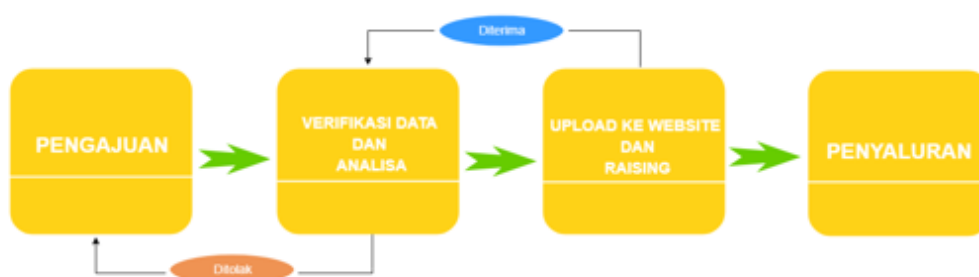 Diterima
PENGAJUAN
VERIFIKASI DATA
DAN
ANALISA
UPLOAD KE WEBSITE
DAN
RAISING
PENYALURAN
Ditolak